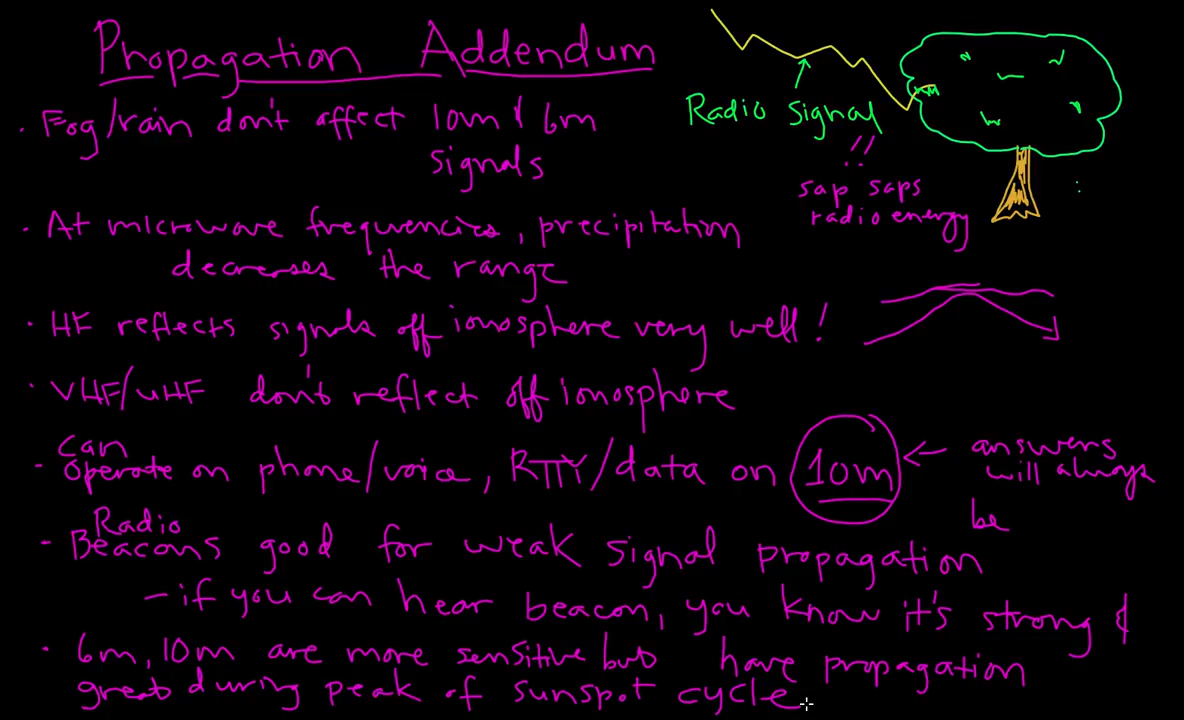 Propagation Addendum
· Fog/rain don't affect 10m & 6m
signals
Radio Signal
!!
sap saps
radio energy
· At microwave frequencies, precipitation
decreases the range
· HF reflects signals off ionosphere very well!
· VHF/UHF don't reflect off ionosphere
- Can
Operate on phone/voice, RTTY/data on 10m ← answers
will always
be
- Radio
Beacons good for weak signal propagation
- if you can hear beacon, you know it's strong &
· 6m, 10m are more sensitive but have propagation
great during peak of sunspot cycle